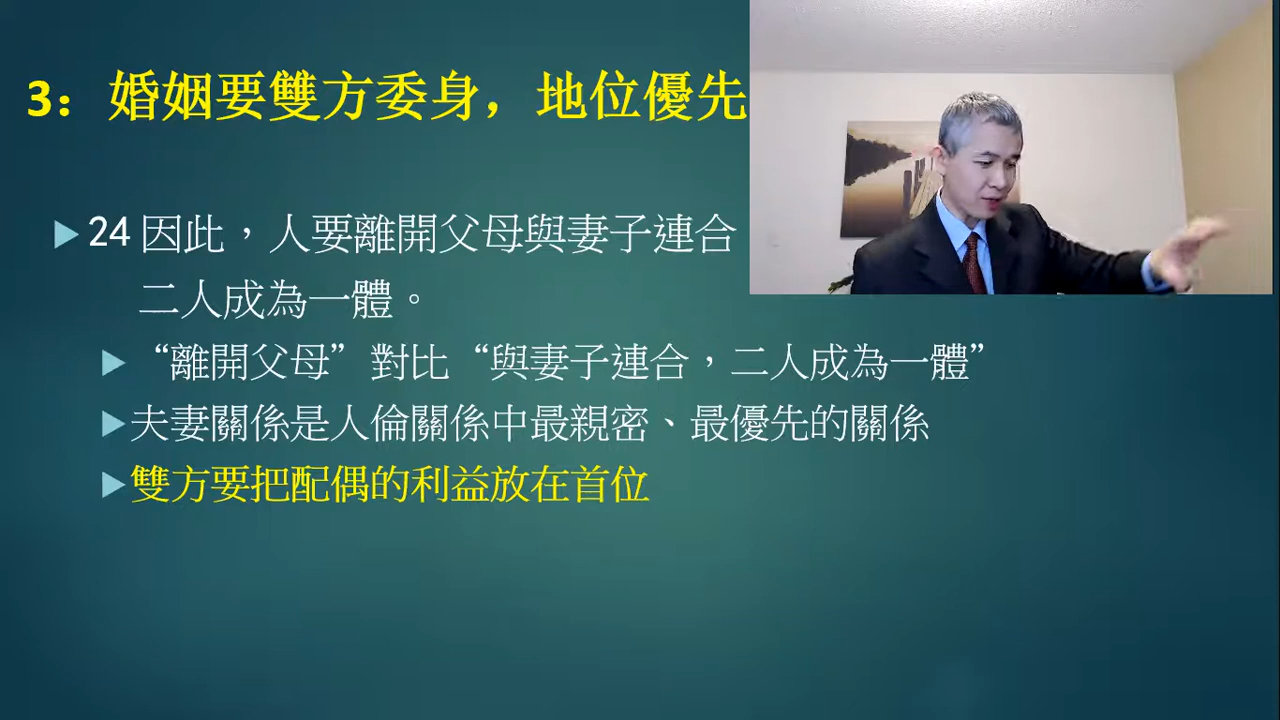 3：婚姻要雙方委身，地位優先
24 因此，人要離開父母與妻子連合
二人成為一體。
“離開父母”對比“與妻子連合，二人成為一體”
夫妻關係是人倫關係中最親密、最優先的關係
雙方要把配偶的利益放在首位